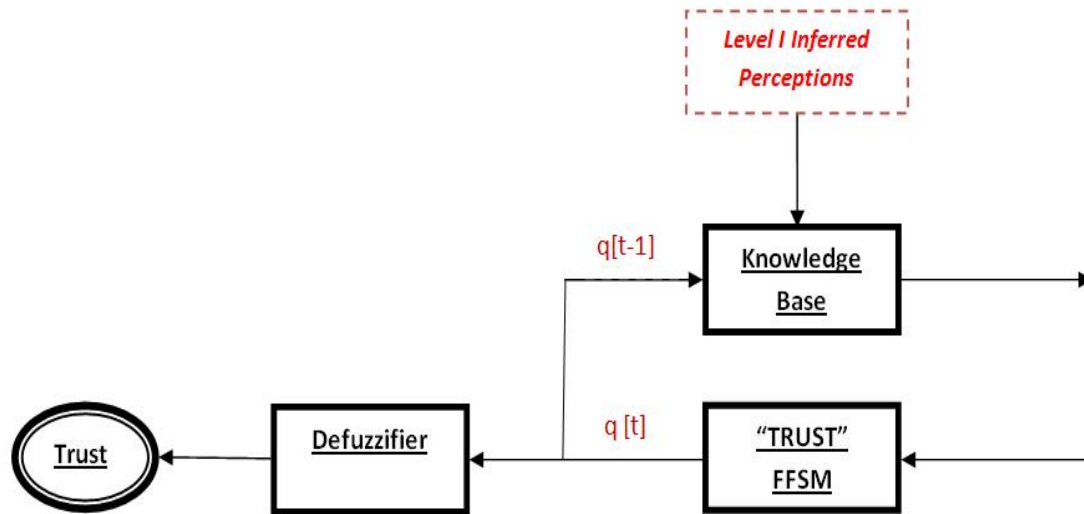 Level I Inferred
Perceptions
q[t-1]
Knowledge
Base
Trust
Defuzzifier
q [t]
“TRUST”
FFSM